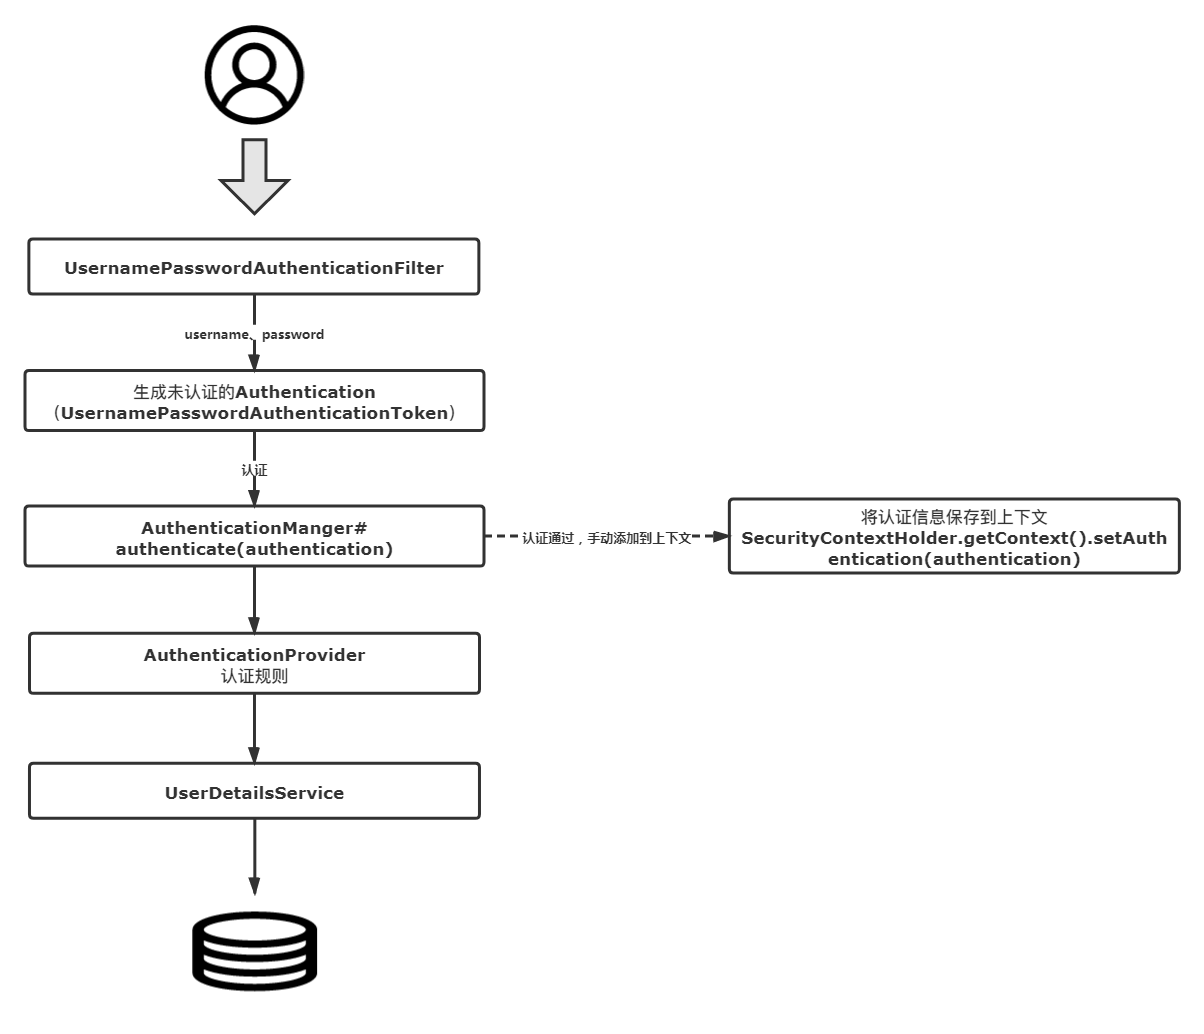 UsernamePasswordAuthenticationFilter
username、password
生成未认证的Authentication
（UsernamePasswordAuthenticationToken）
认证
AuthenticationManger#
authenticate(authentication)
认证通过，手动添加到上下文
将认证信息保存到上下文
SecurityContextHolder.getContext().setAuth
entication(authentication)
AuthenticationProvider
认证规则
UserDetailsService